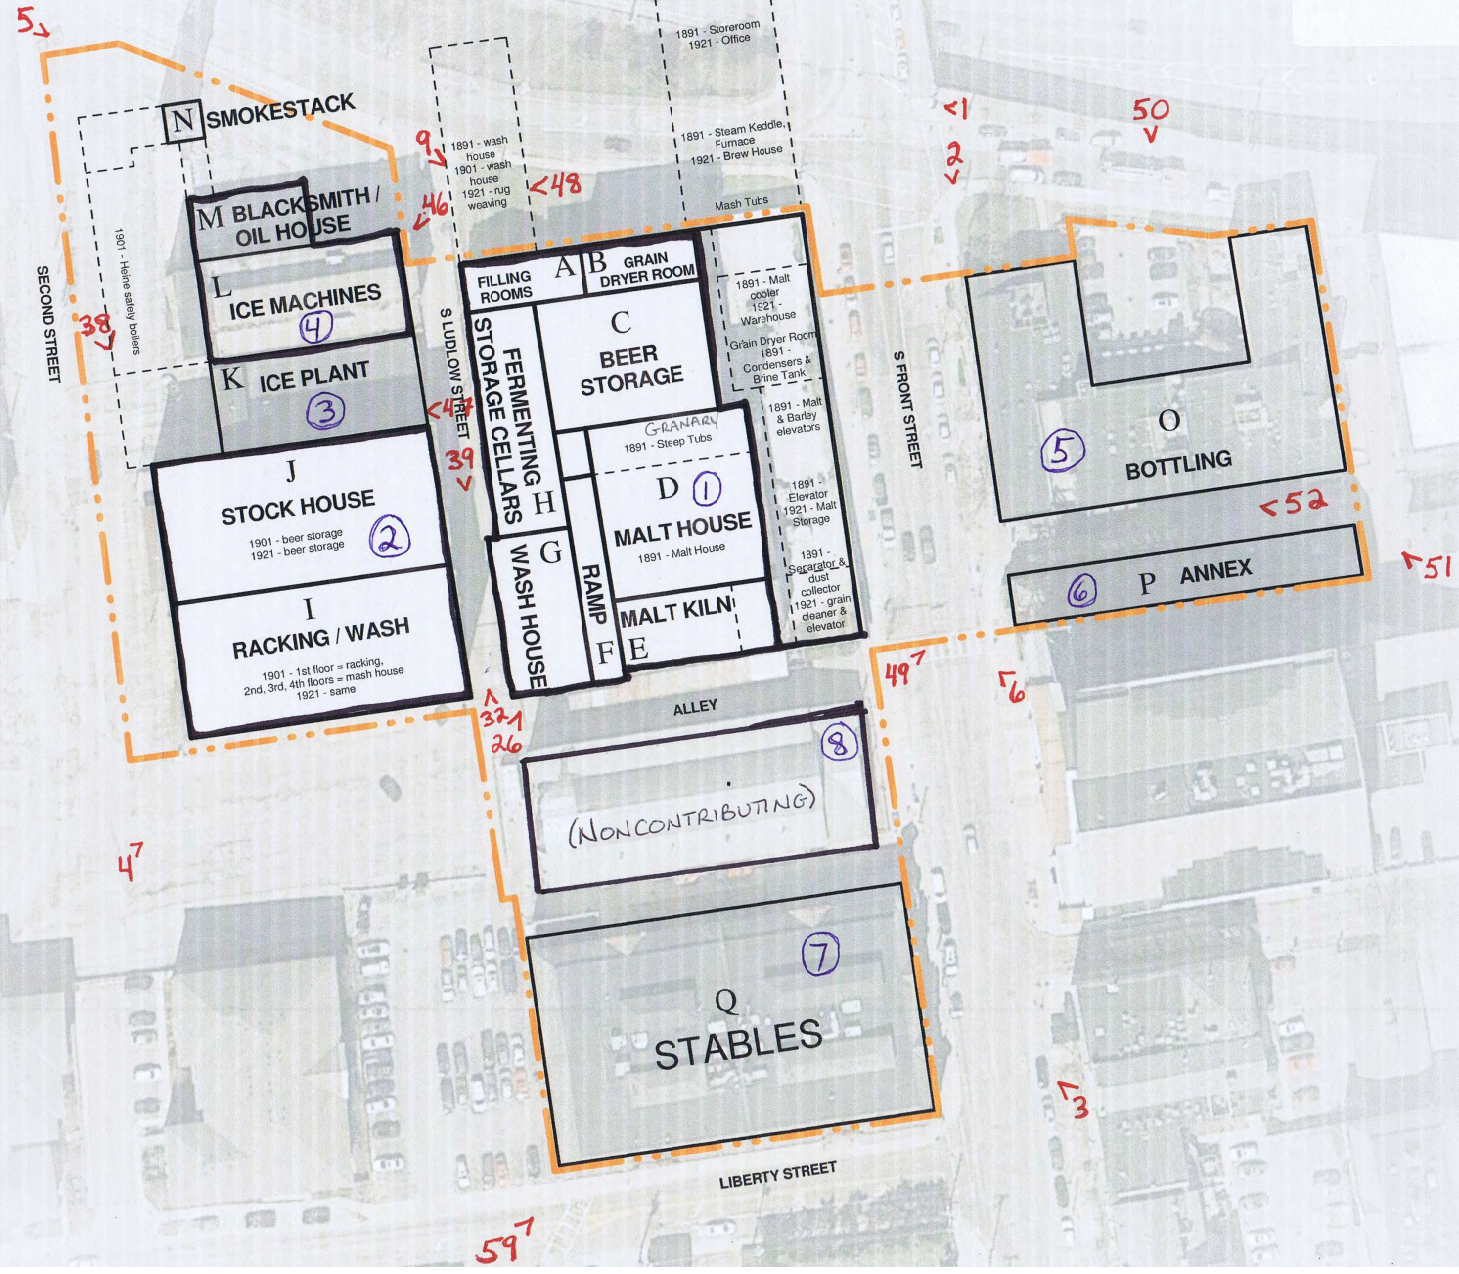 5
1891 - Storeroom
1921 - Office
N SMOKESTACK
<1
50
2
9
1891 - wash
house
1901 - wash
house
1921 - rug
weaving
<48
46
1891 - Steam Keddle,
Furnace
1921 - Brew House
Mash Tubs
M BLACKSMITH /
OIL HOUSE
L
ICE MACHINES
4
1901 - Heine safely boilers
SECOND STREET
38
K ICE PLANT
3
<47
39
S LUDLOW STREET
FILLING
ROOMS
A
B GRAIN
DRYER ROOM
C
BEER
STORAGE
FERMENTING
STORAGE CELLARS
H
GRANARY
1891 - Steep Tubs
D 1
MALT HOUSE
1891 - Malt House
G
WASH HOUSE
RAMP
F
MALT KILN
E
1891 - Malt
cooler
1921 -
Warehouse
Grain Dryer Room
1891 -
Condensers &
Brine Tank
1891 - Malt
& Barley
elevators
1891 -
Elevator
1921 - Malt
Storage
1891 -
Separator &
dust
collector
1921 - grain
cleaner &
elevator
S FRONT STREET
J
STOCK HOUSE
1901 - beer storage
1921 - beer storage
2
I
RACKING / WASH
1901 - 1st floor = racking,
2nd, 3rd, 4th floors = mash house
1921 - same
O
5
BOTTLING
<52
6 P ANNEX
51
49
6
32
26
ALLEY
8
(NONCONTRIBUTING)
4
7
Q
STABLES
3
LIBERTY STREET
59